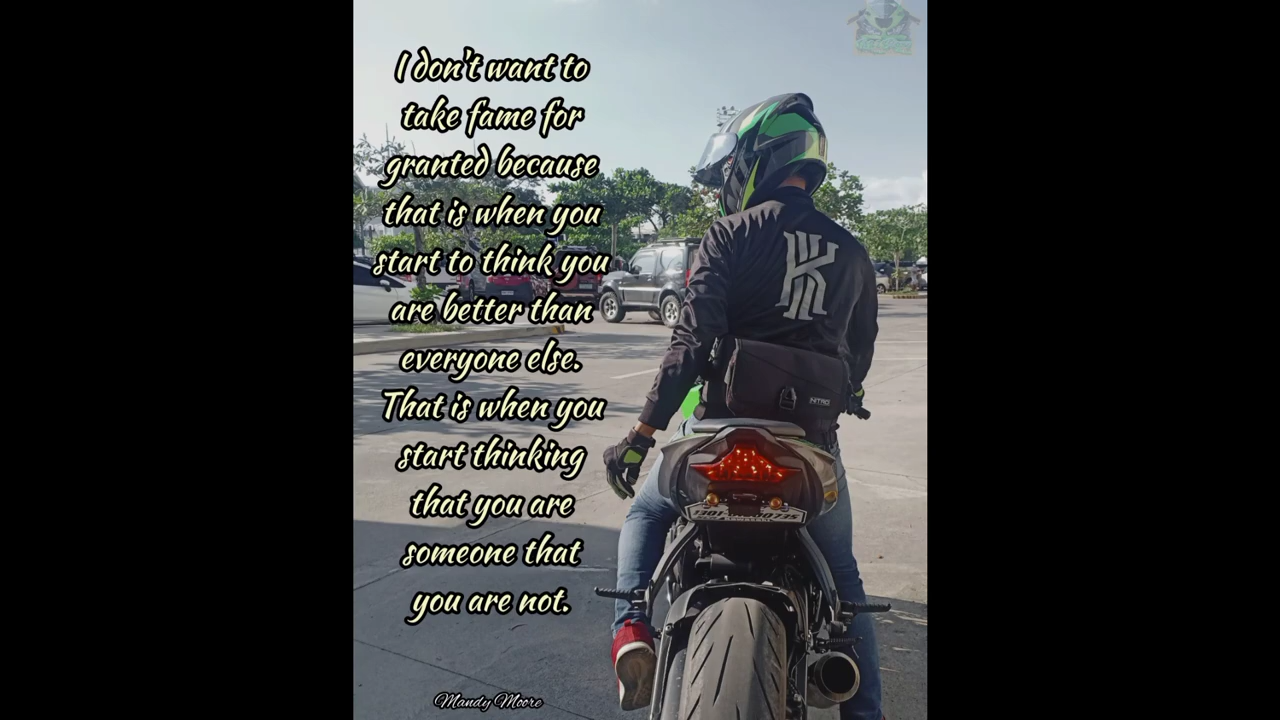 I don't want to
take fame for
granted because
that is when you
start to think you
are better than
everyone else.
That is when you
start thinking
that you are
someone that
you are not.
Mandy Moore
NITRO